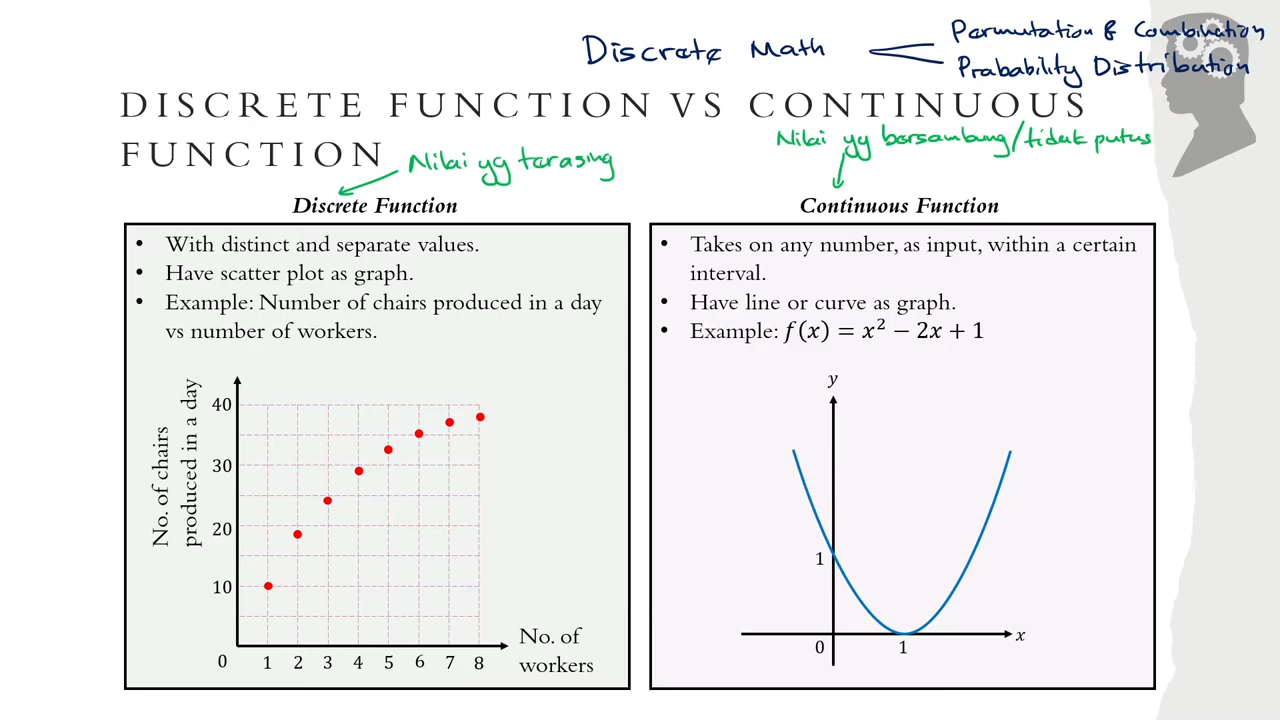 Discrete Math
Permutation & Combination
Probability Distribution
DISCRETE FUNCTION VS CONTINUOUS
FUNCTION
Nilai yg terasing
Nilai yg bersambung/tidak putus
Discrete Function
• With distinct and separate values.
• Have scatter plot as graph.
• Example: Number of chairs produced in a day
vs number of workers.
No. of chairs
produced in a day
40
30
20
10
0 1 2 3 4 5 6 7 8
No. of
workers
Continuous Function
• Takes on any number, as input, within a certain
interval.
• Have line or curve as graph.
• Example: f(x) = x² − 2x + 1
y
1
0 1
x